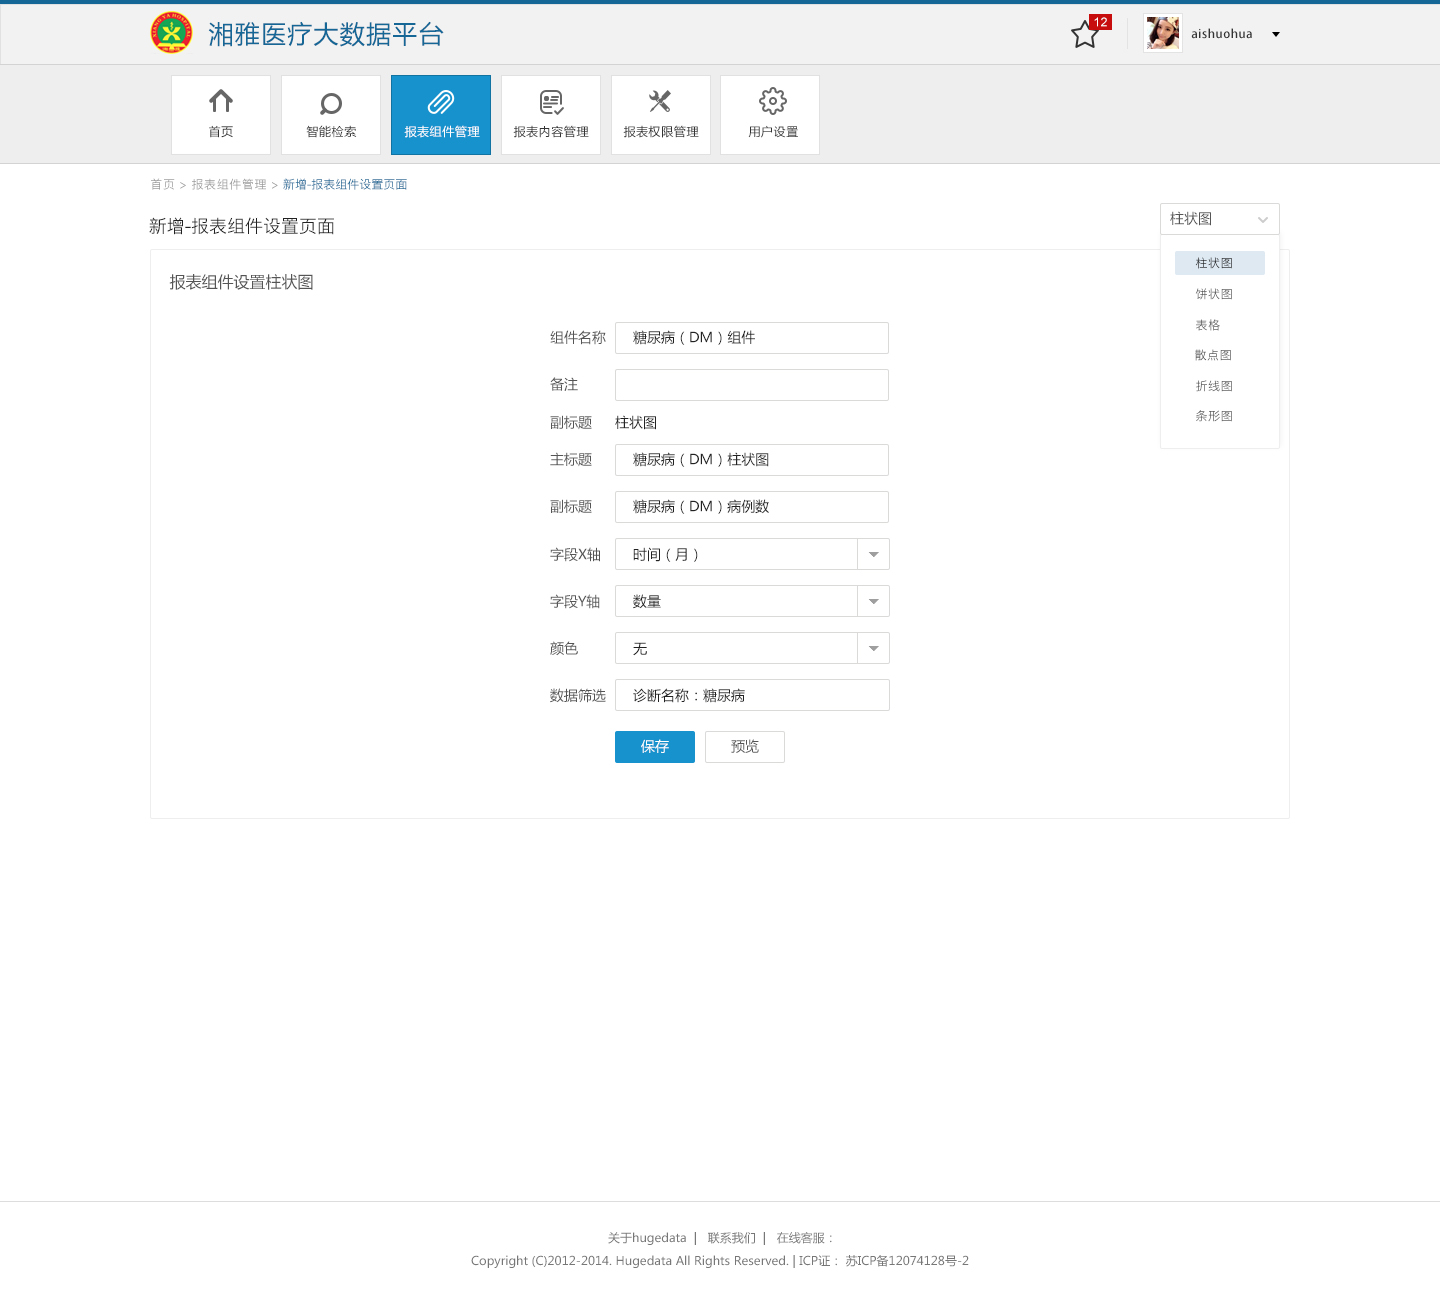 湘雅医疗大数据平台
12
aishuohua
首页
智能检索
报表组件管理
报表内容管理
报表权限管理
用户设置
首页 > 报表组件管理 > 新增-报表组件设置页面
新增-报表组件设置页面
柱状图
柱状图
饼状图
表格
散点图
折线图
条形图
报表组件设置柱状图
组件名称 糖尿病（DM）组件
备注
副标题 柱状图
主标题 糖尿病（DM）柱状图
副标题 糖尿病（DM）病例数
字段X轴 时间（月）
字段Y轴 数量
颜色 无
数据筛选 诊断名称：糖尿病
保存 预览
关于hugedata | 联系我们 | 在线客服：
Copyright (C)2012-2014. Hugedata All Rights Reserved. | ICP证： 苏ICP备12074128号-2